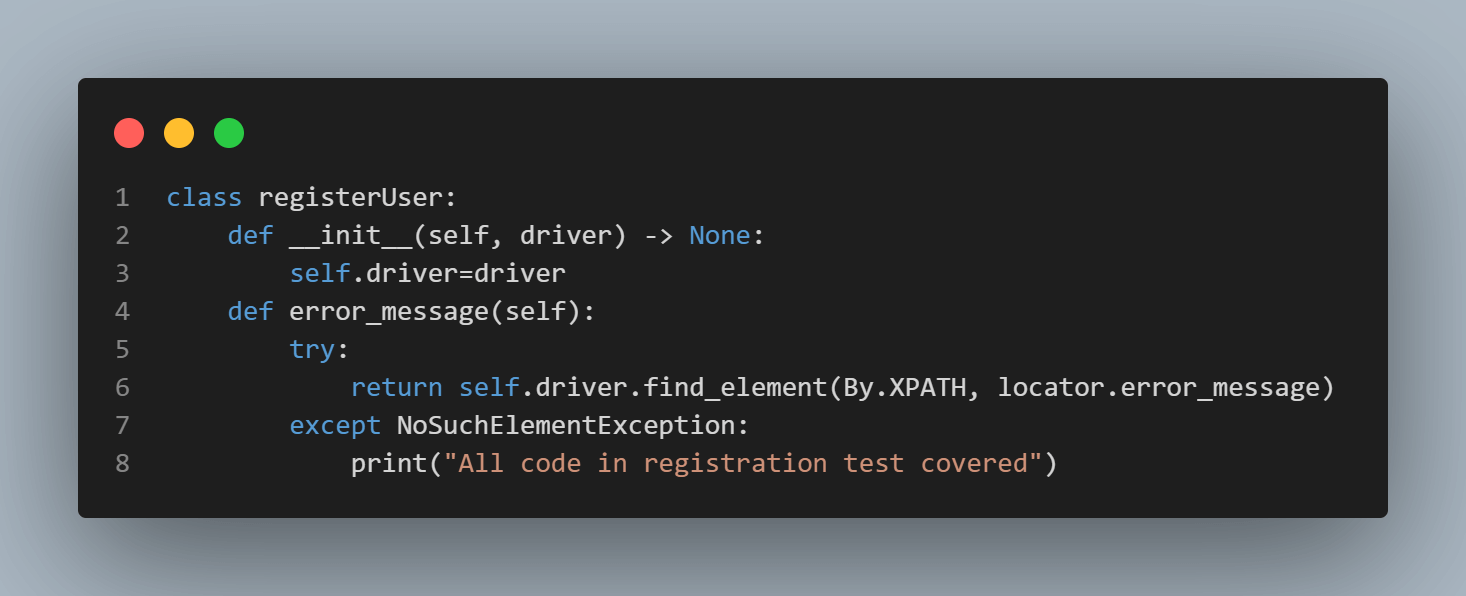 1 class registerUser:
2     def __init__(self, driver) -> None:
3         self.driver=driver
4     def error_message(self):
5         try:
6             return self.driver.find_element(By.XPATH, locator.error_message)
7         except NoSuchElementException:
8             print("All code in registration test covered")